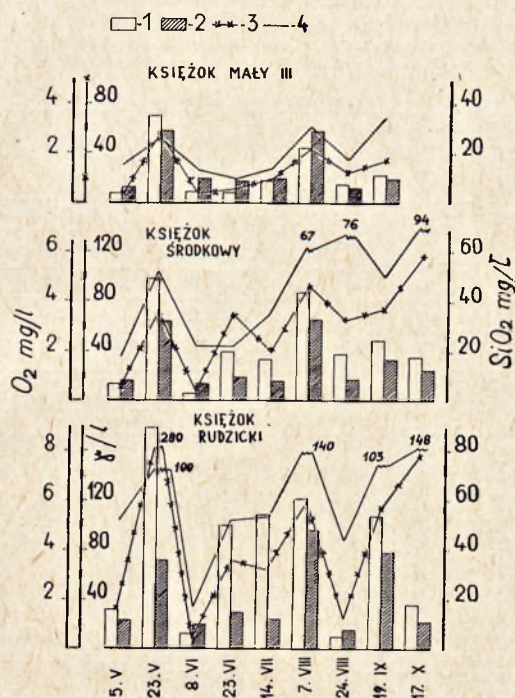 1 2 3 4
KSIĘŻOK MAŁY III
4 80 40
2 40 20
KSIĘŻOK
ŚRODKOWY
67 76 94
6 120 60
4 80 40
2 40 20
O₂ mg/l
SiO₂ mg/l
KSIĘŻOK
RUDZICKI
280
100
140
103
148
γ/l
8 80
6 120 60
4 80 40
2 40 20
5. V 23. V 8. VI 23. VI 14. VII 7. VIII 24. VIII 19. IX 17. X